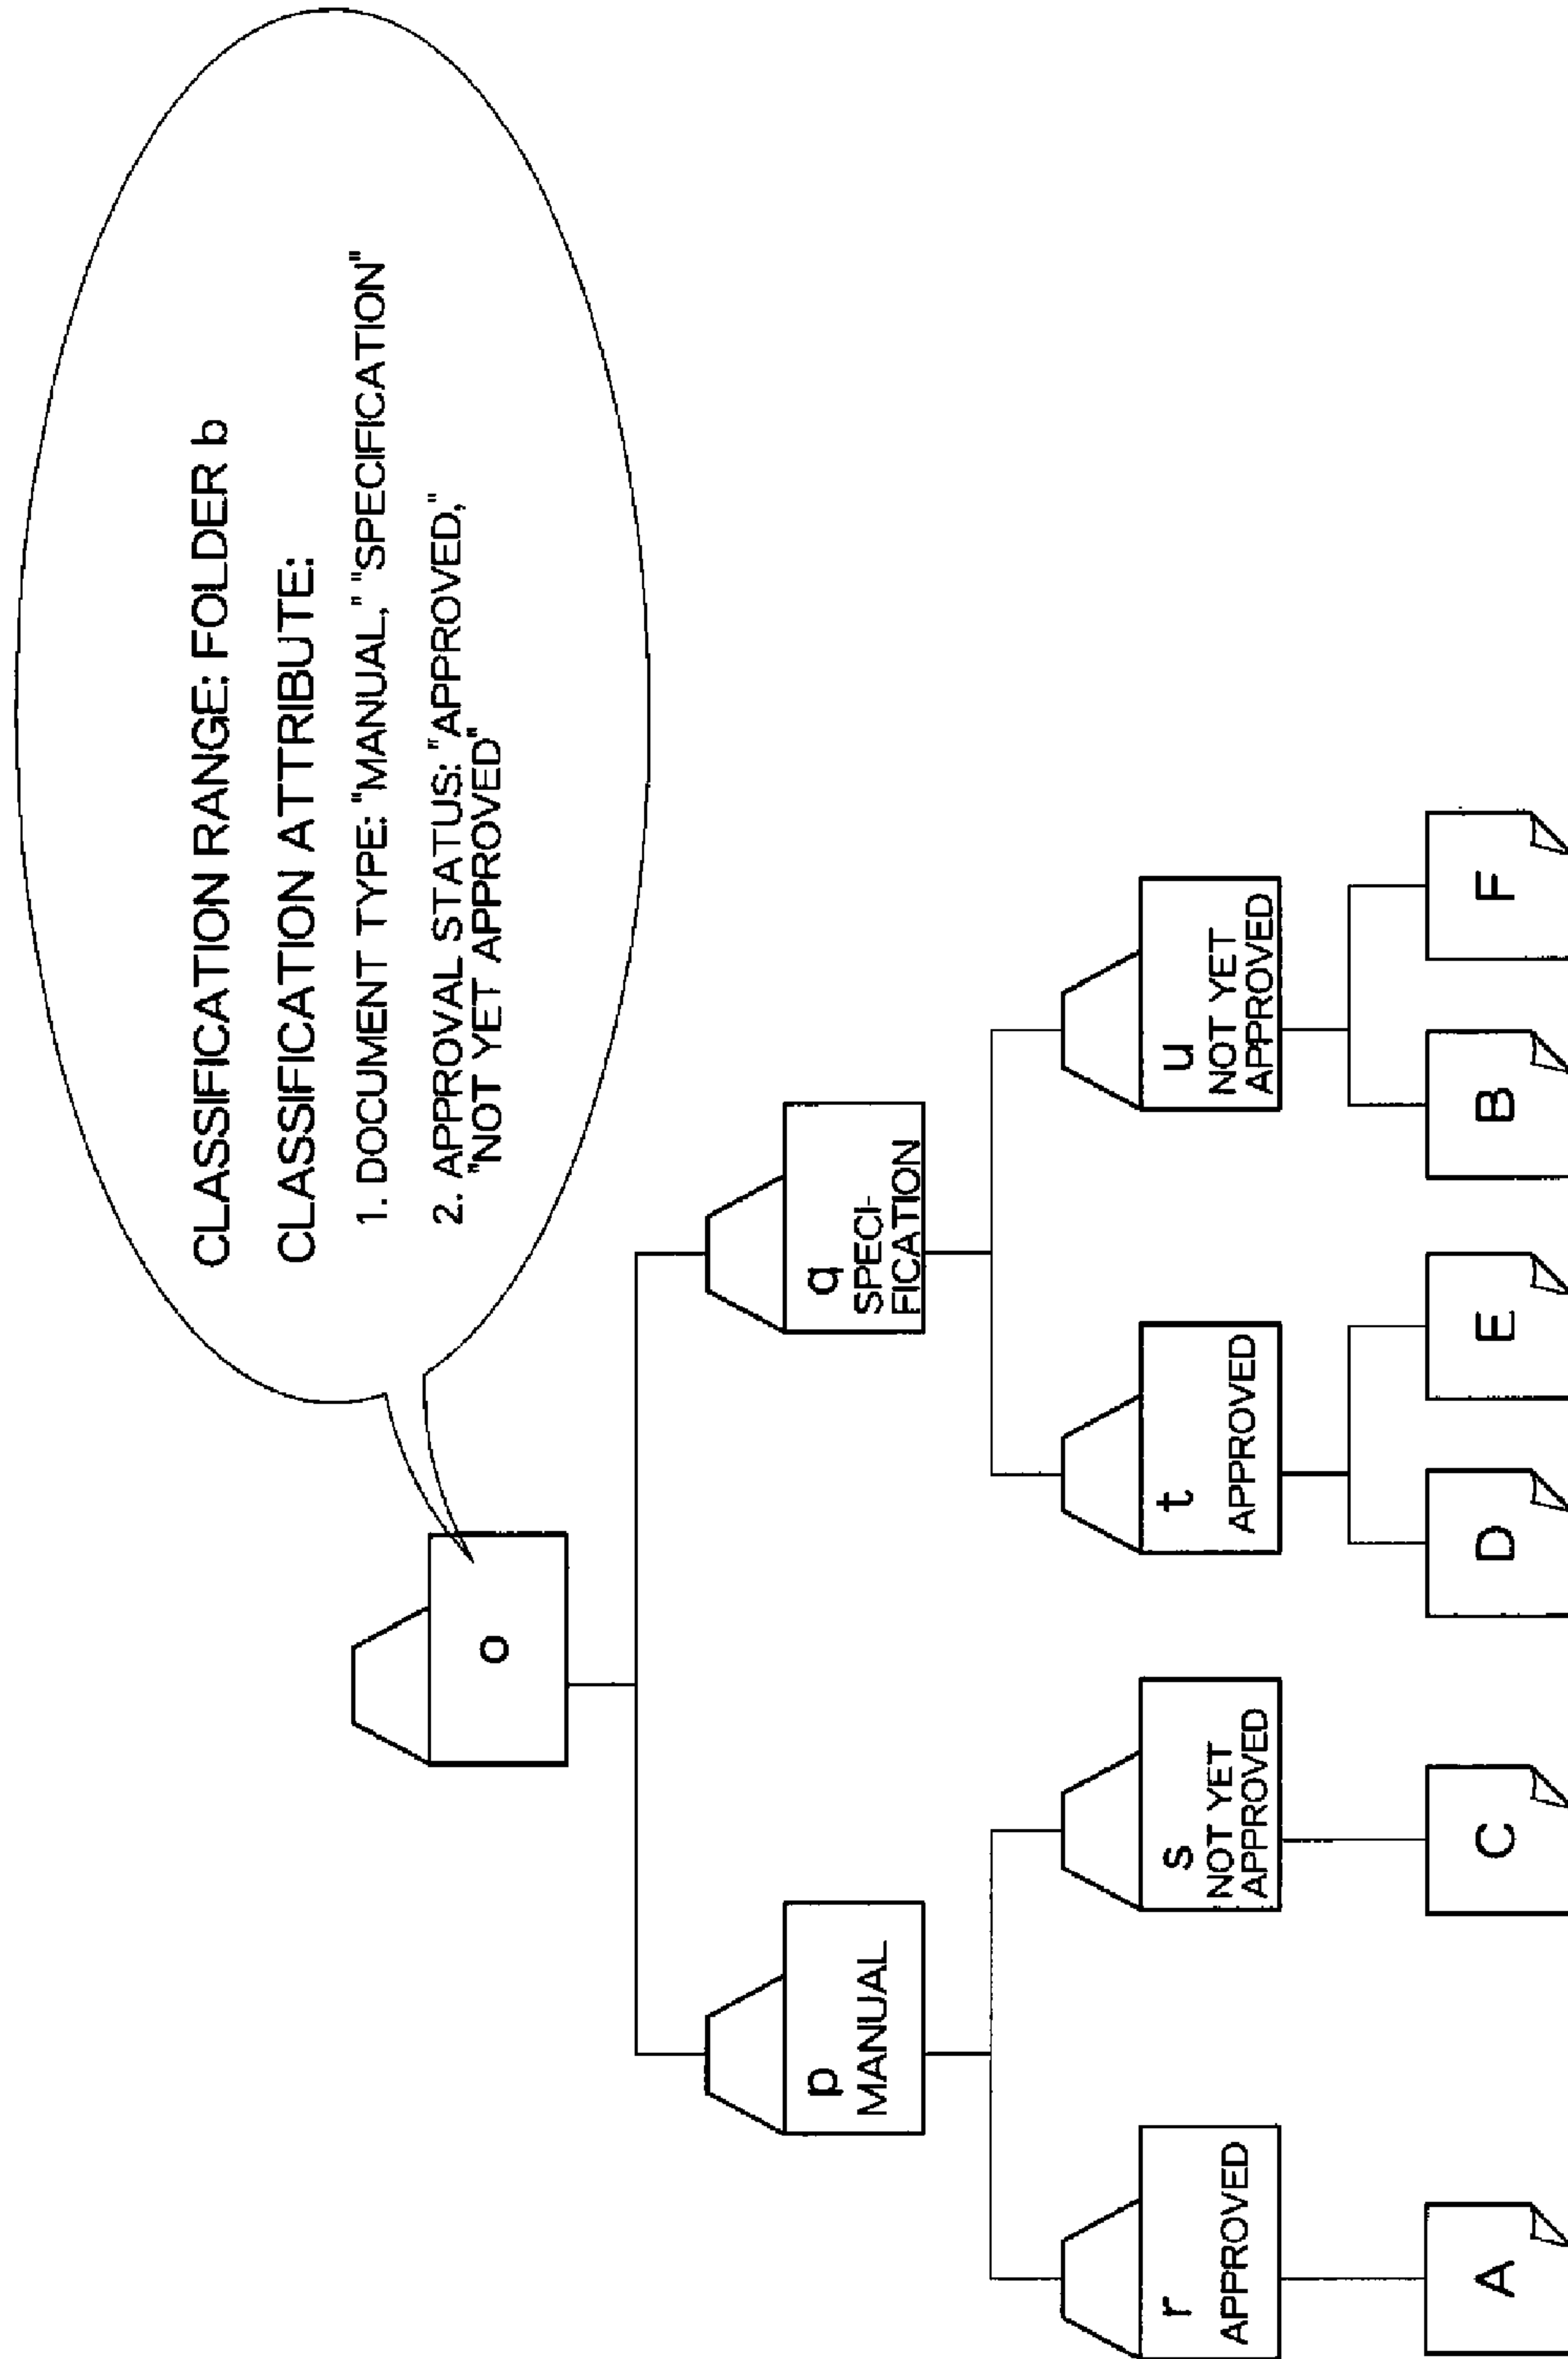 CLASSIFICATION RANGE: FOLDER b
CLASSIFICATION ATTRIBUTE:
1. DOCUMENT TYPE: "MANUAL," "SPECIFICATION"
2. APPROVAL STATUS: "APPROVED,"
"NOT YET APPROVED"
o
p
MANUAL
q
SPECI-
FICATION
r
APPROVED
s
NOT YET
APPROVED
t
APPROVED
u
NOT YET
APPROVED
A
C
D
E
B
F